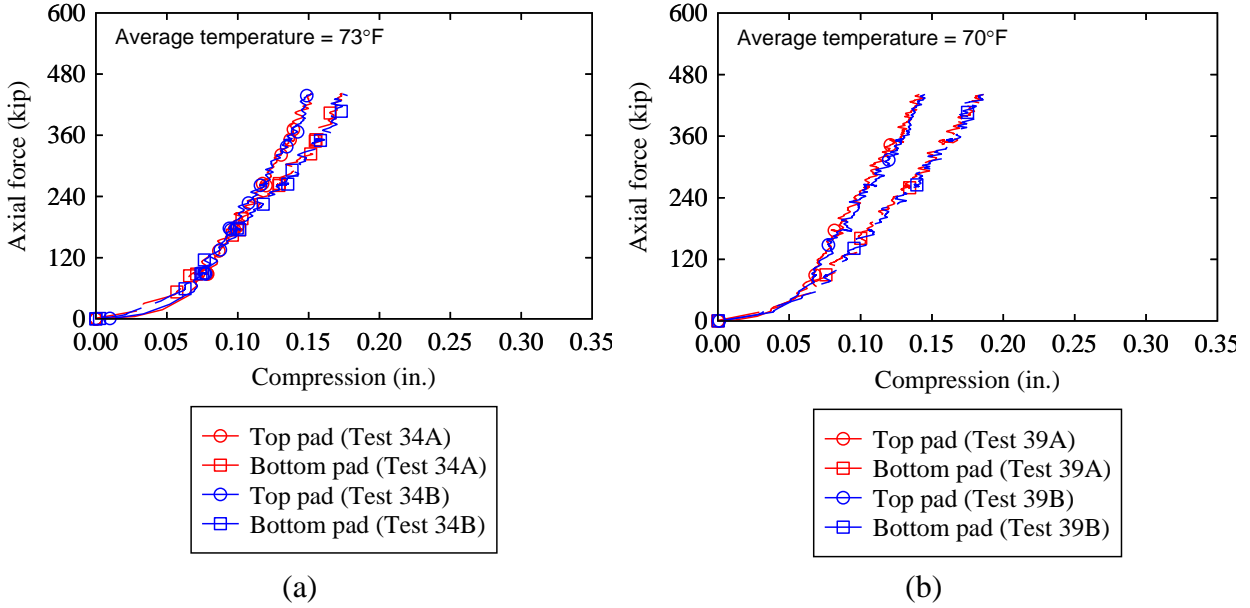 600
480
360
240
120
0
Axial force (kip)
Average temperature = 73°F
0.00 0.05 0.10 0.15 0.20 0.25 0.30 0.35
Compression (in.)
Top pad (Test 34A)
Bottom pad (Test 34A)
Top pad (Test 34B)
Bottom pad (Test 34B)
(a)
600
480
360
240
120
0
Axial force (kip)
Average temperature = 70°F
0.00 0.05 0.10 0.15 0.20 0.25 0.30 0.35
Compression (in.)
Top pad (Test 39A)
Bottom pad (Test 39A)
Top pad (Test 39B)
Bottom pad (Test 39B)
(b)